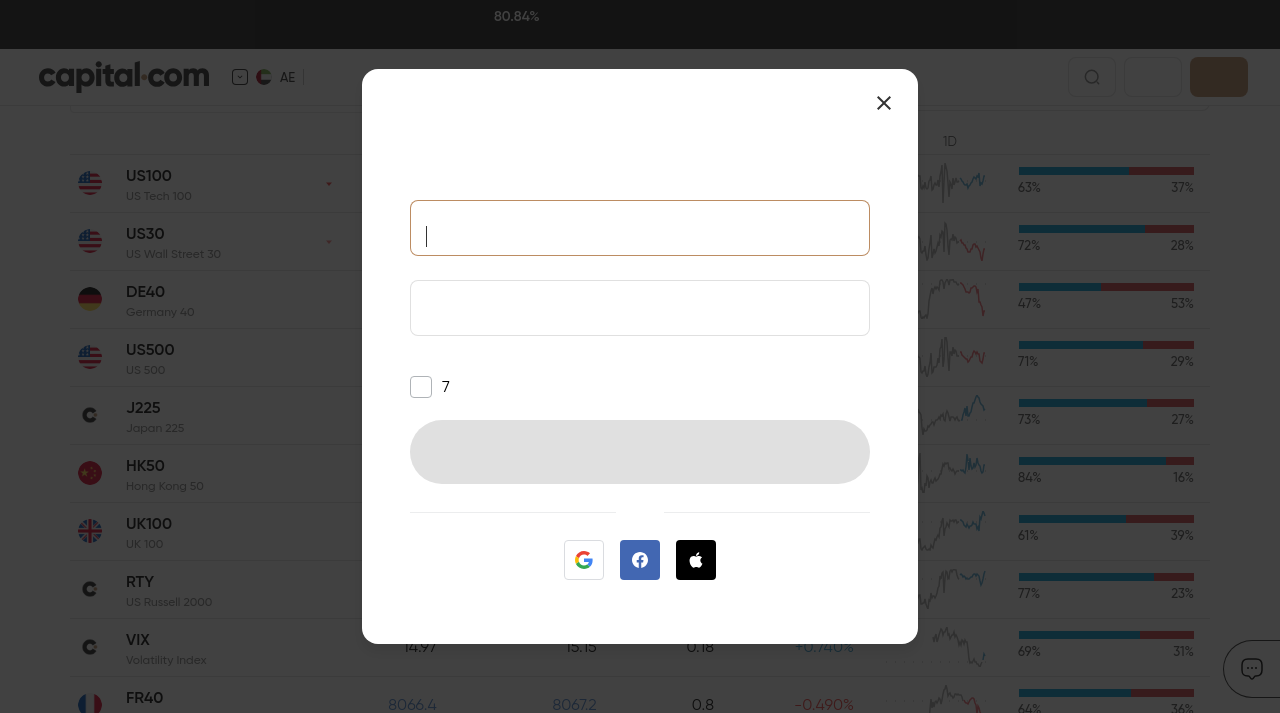 80.84%
capital.com
AE
1D
US100
US Tech 100
63%
37%
US30
US Wall Street 30
72%
28%
DE40
Germany 40
47%
53%
US500
US 500
71%
29%
7
J225
Japan 225
73%
27%
HK50
Hong Kong 50
84%
16%
UK100
UK 100
61%
39%
RTY
US Russell 2000
77%
23%
VIX
Volatility Index
14.97
15.15
0.18
+0.740%
69%
31%
FR40
8066.4
8067.2
0.8
−0.490%
64%
36%